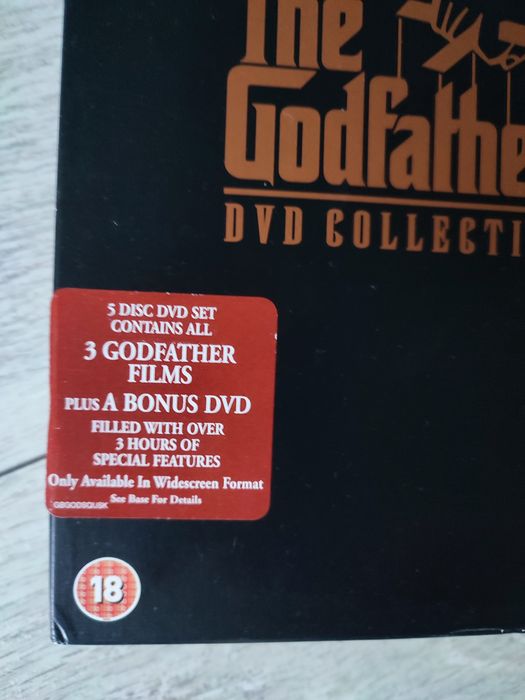 The
Godfathe
DVD COLLECTI
5 DISC DVD SET
CONTAINS ALL
3 GODFATHER
FILMS
PLUS A BONUS DVD
FILLED WITH OVER
3 HOURS OF
SPECIAL FEATURES
Only Available In Widescreen Format
See Base For Details
GBGODSQUSK
18